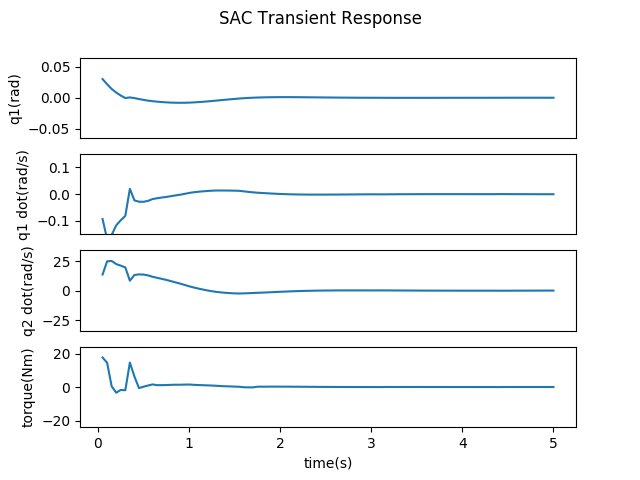 SAC Transient Response
0.05
0.00
−0.05
q1(rad)
0.1
0.0
−0.1
q1 dot(rad/s)
25
0
−25
q2 dot(rad/s)
20
0
−20
torque(Nm)
0 1 2 3 4 5
time(s)